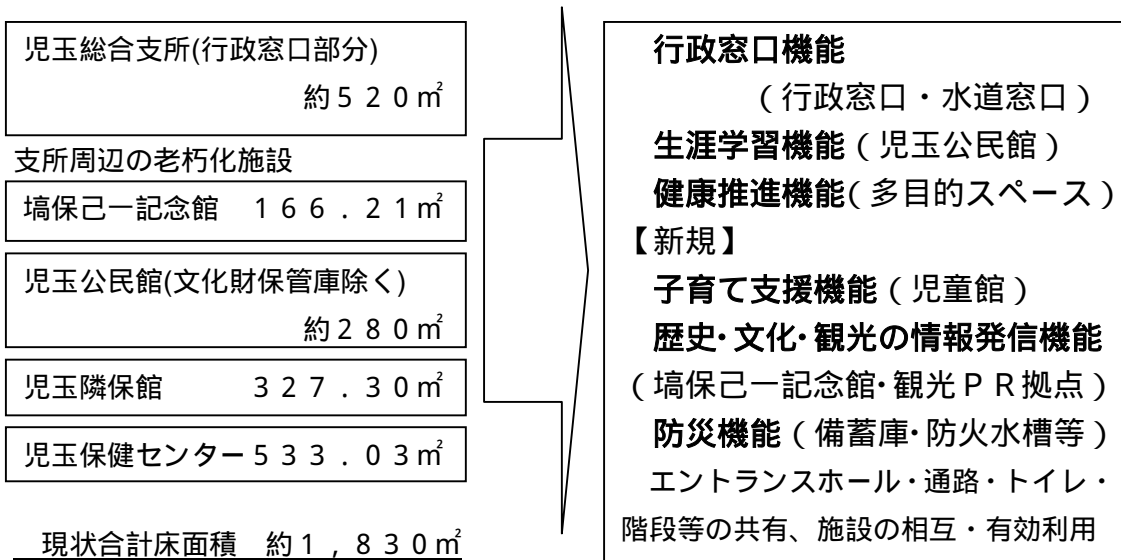 児玉総合支所(行政窓口部分)
約５２０㎡
支所周辺の老朽化施設
塙保己一記念館　１６６．２１㎡
児玉公民館(文化財保管庫除く)
約２８０㎡
児玉隣保館　３２７．３０㎡
児玉保健センター５３３．０３㎡
現状合計床面積　約１，８３０㎡
行政窓口機能
（行政窓口・水道窓口）
生涯学習機能（児玉公民館）
健康推進機能（多目的スペース）
【新規】
子育て支援機能（児童館）
歴史・文化・観光の情報発信機能
（塙保己一記念館・観光ＰＲ拠点）
防災機能（備蓄庫・防火水槽等）
エントランスホール・通路・トイレ・
階段等の共有、施設の相互・有効利用